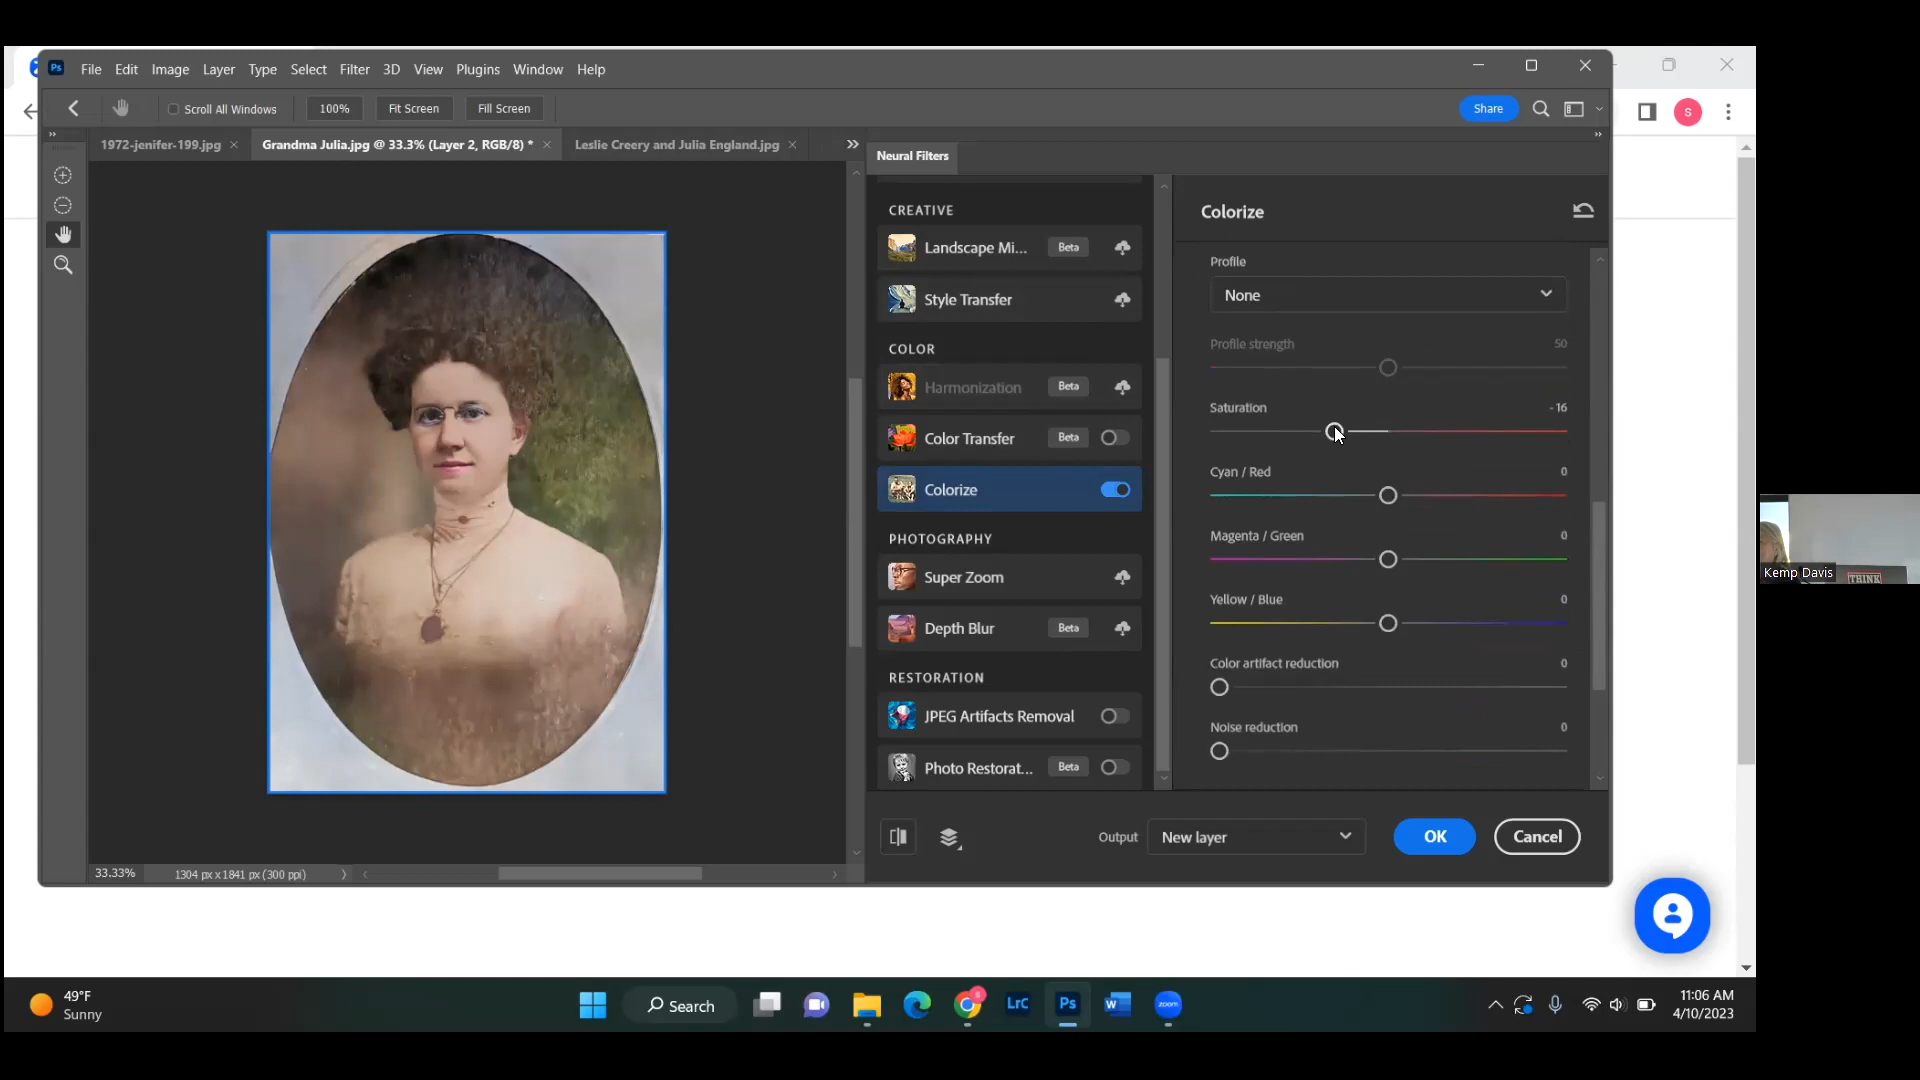 Ps File Edit Image Layer Type Select Filter 3D View Plugins Window Help
Scroll All Windows 100% Fit Screen Fill Screen Share
S
1972-jenifer-199.jpg × Grandma Julia.jpg @ 33.3% (Layer 2, RGB/8) * × Leslie Creery and Julia England.jpg ×
Neural Filters
CREATIVE
Landscape Mi... Beta
Style Transfer
COLOR
Harmonization Beta
Color Transfer Beta
Colorize
PHOTOGRAPHY
Super Zoom
Depth Blur Beta
RESTORATION
JPEG Artifacts Removal
Photo Restorat... Beta
Colorize
Profile
None
Profile strength 50
Saturation -16
Cyan / Red 0
Magenta / Green 0
Yellow / Blue 0
Color artifact reduction 0
Noise reduction 0
Output New layer OK Cancel
33.33% 1304 px x 1841 px (300 ppi)
Kemp Davis
THINK
49°F
Sunny
Search
LrC
Ps
W
zoom
11:06 AM
4/10/2023